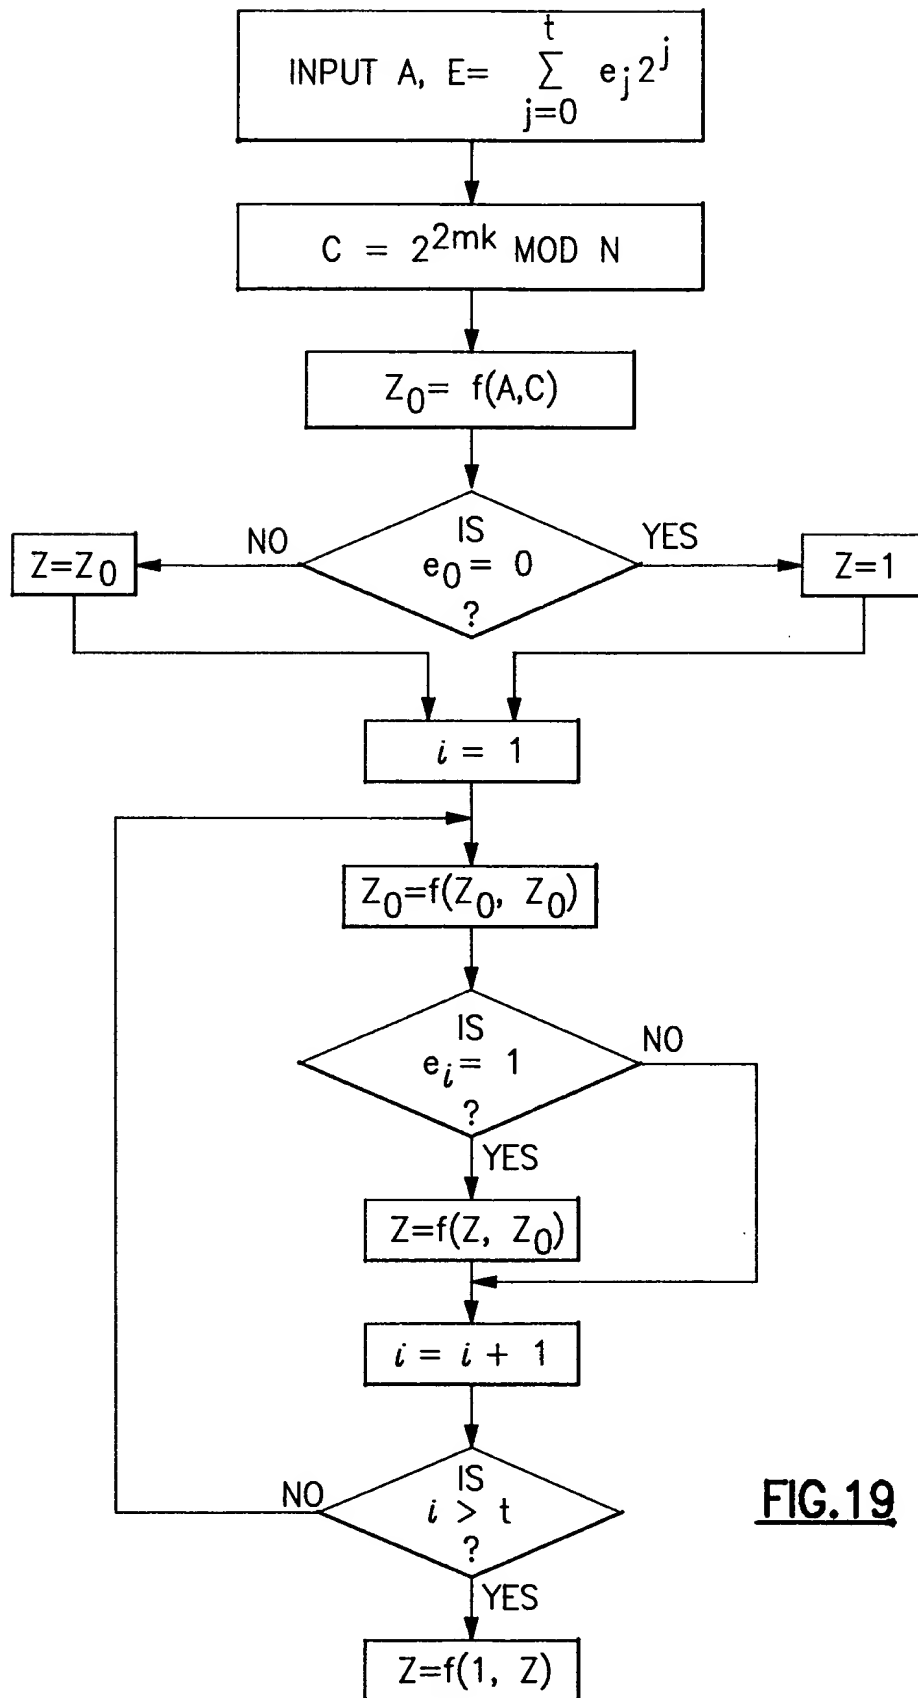 t
INPUT A, E= ∑ e_j 2^j
j=0
C = 2^2mk MOD N
Z_0= f(A,C)
IS
NO
YES
Z=Z_0
e_0= 0
Z=1
?
i = 1
Z_0=f(Z_0, Z_0)
IS
NO
e_i= 1
?
YES
Z=f(Z, Z_0)
i = i + 1
IS
NO
i > t
FIG.19
?
YES
Z=f(1, Z)